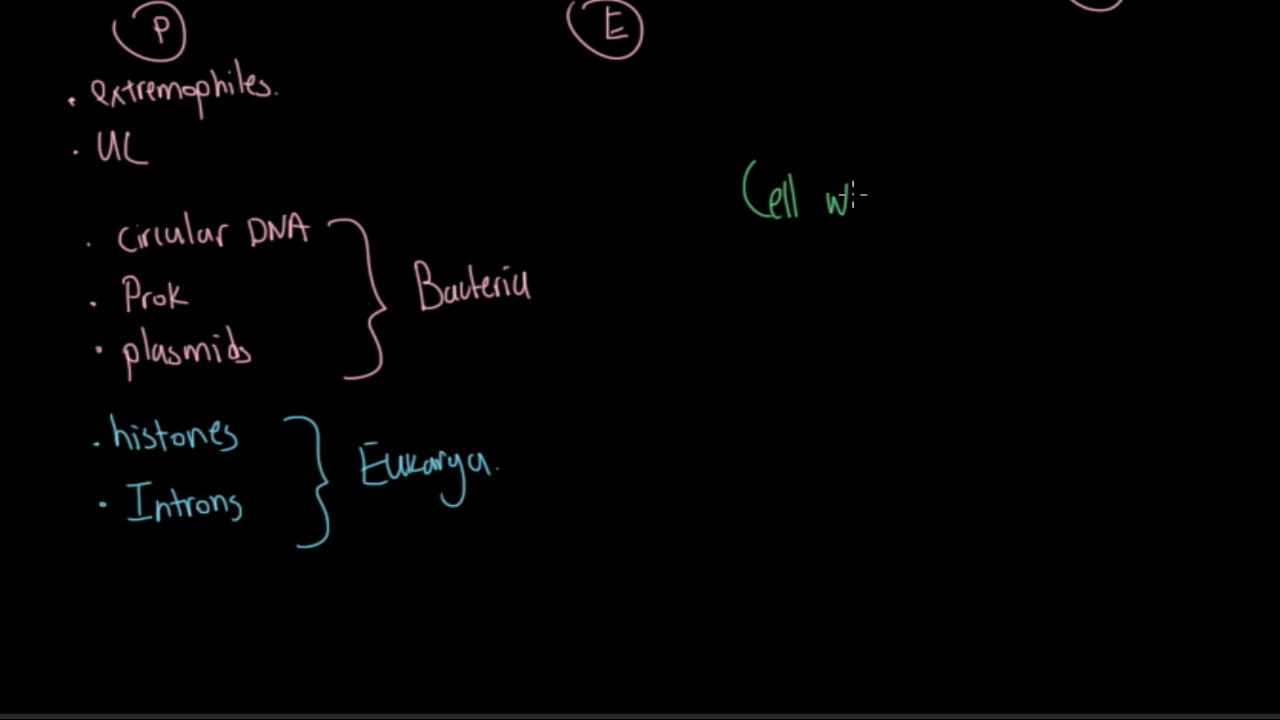 P
E
• extremophiles.
• UC
• circular DNA
• Prok
• plasmids
Bacteria
• histones
• Introns
Eukarya.
Cell w